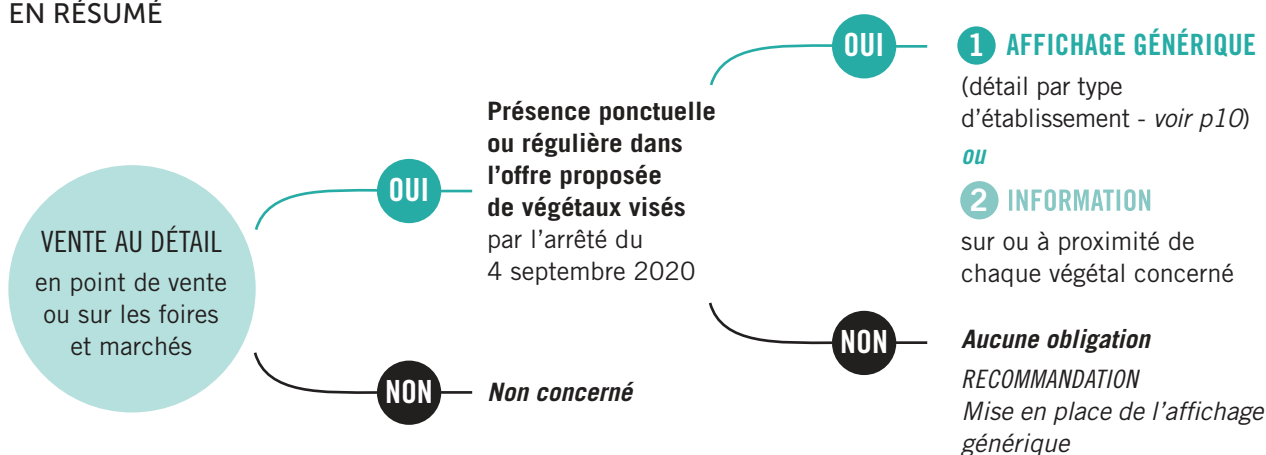 EN RÉSUMÉ
VENTE AU DÉTAIL
en point de vente
ou sur les foires
et marchés
OUI
Présence ponctuelle
ou régulière dans
l’offre proposée
de végétaux visés
par l’arrêté du
4 septembre 2020
NON
Non concerné
OUI
1 AFFICHAGE GÉNÉRIQUE
(détail par type
d’établissement - voir p10)
ou
2 INFORMATION
sur ou à proximité de
chaque végétal concerné
NON
Aucune obligation
RECOMMANDATION
Mise en place de l’affichage
générique